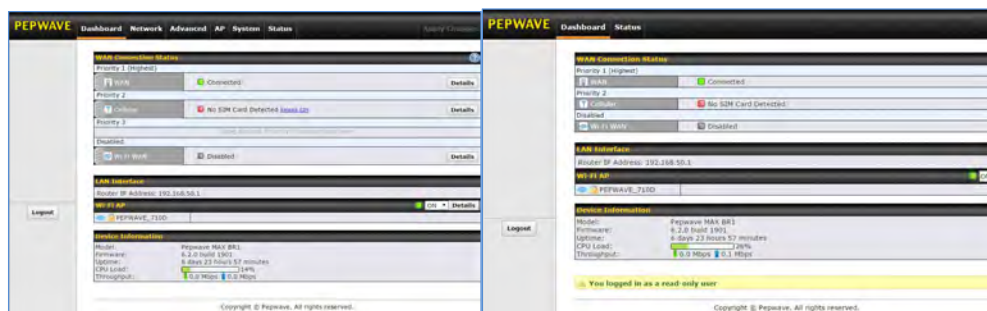 PEPWAVE Dashboard Network Advanced AP System Status
WAN Connection Status
Priority 1 (Highest)
WAN Connected Details
Priority 2
Cellular No SIM Card Detected Details
Priority 3
Disabled
Wi-Fi WAN Disabled Details
LAN Interface
Router IP Address: 192.168.50.1
Wi-Fi AP ON Details
PEPWAVE_710D
Logout
Device Information
Model: Pepwave MAX BR1
Firmware: 6.2.0 build 1901
Uptime: 6 days 23 hours 57 minutes
CPU Load: 14%
Throughput: 0.0 Mbps 0.0 Mbps
Copyright © Pepwave. All rights reserved.
PEPWAVE Dashboard Status
WAN Connection Status
Priority 1 (Highest)
WAN Connected
Priority 2
Cellular No SIM Card Detected
Disabled
Wi-Fi WAN Disabled
LAN Interface
Router IP Address: 192.168.50.1
Wi-Fi AP
PEPWAVE_710D
Device Information
Logout
Model: Pepwave MAX BR1
Firmware: 6.2.0 build 1901
Uptime: 6 days 23 hours 57 minutes
CPU Load: 26%
Throughput: 0.0 Mbps 0.1 Mbps
You logged in as a read-only user
Copyright © Pepwave. All rights reserved.